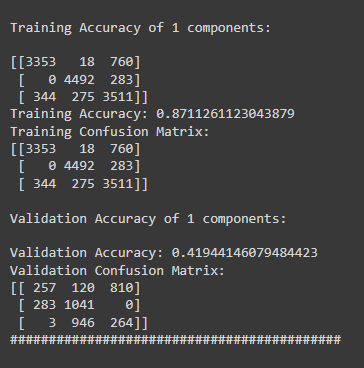 Training Accuracy of 1 components:
[[3353   18  760]
 [   0 4492  283]
 [ 344  275 3511]]
Training Accuracy: 0.8711261123043879
Training Confusion Matrix:
[[3353   18  760]
 [   0 4492  283]
 [ 344  275 3511]]
Validation Accuracy of 1 components:
Validation Accuracy: 0.41944146079484423
Validation Confusion Matrix:
[[ 257  120  810]
 [ 283 1041    0]
 [   3  946  264]]
###########################################